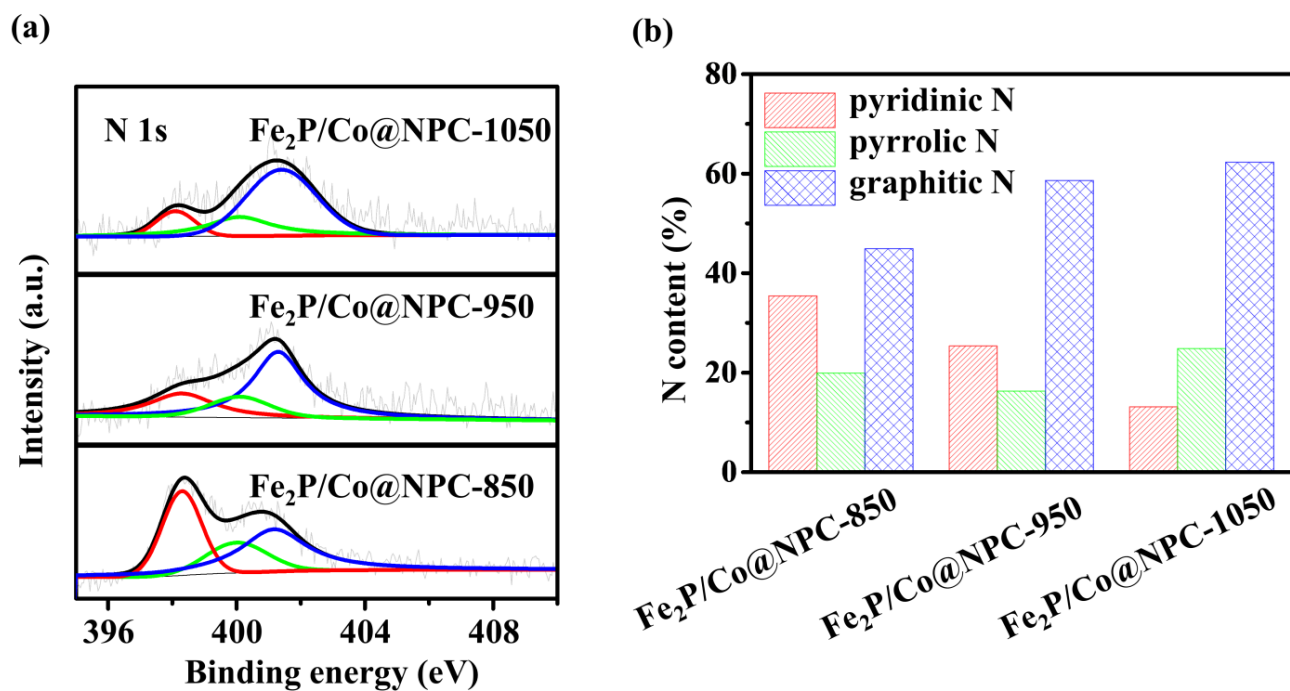 (a)
N 1s
Fe₂P/Co@NPC-1050
Fe₂P/Co@NPC-950
Fe₂P/Co@NPC-850
Intensity (a.u.)
396 400 404 408
Binding energy (eV)
(b)
80
60
40
20
0
N content (%)
pyridinic N
pyrrolic N
graphitic N
Fe₂P/Co@NPC-850
Fe₂P/Co@NPC-950
Fe₂P/Co@NPC-1050